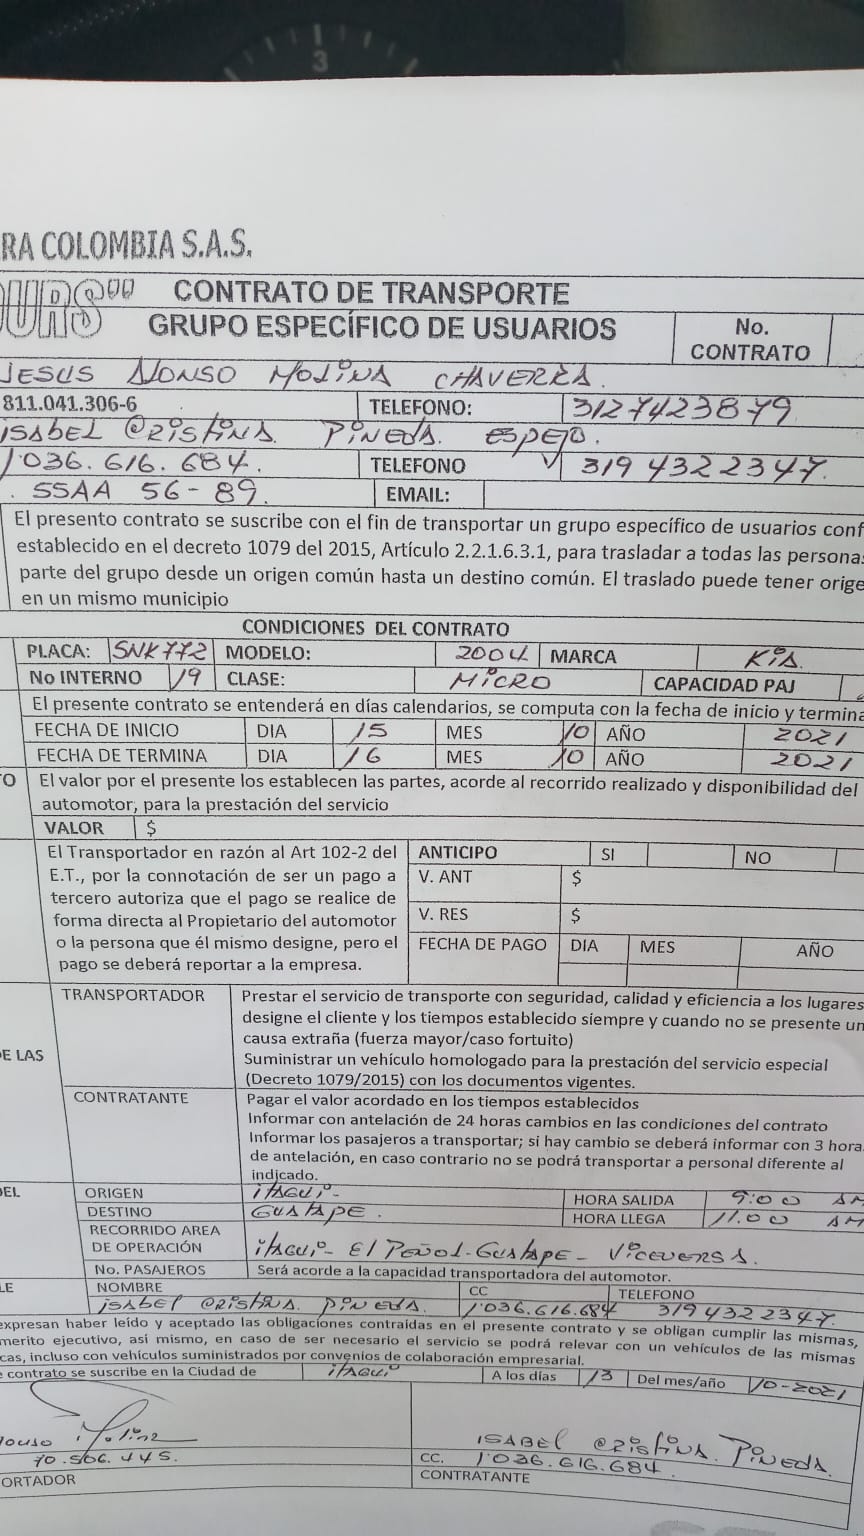 3
RA COLOMBIA S.A.S.
OURS" CONTRATO DE TRANSPORTE
GRUPO ESPECÍFICO DE USUARIOS No. CONTRATO
JESUS ALONSO MOLINA CHAVERRA.
811.041.306-6 TELEFONO: 3127423879
ISABEL CRISTINA PINEDA ESPEJO.
1036.616.684. TELEFONO 3194322347.
55AA 56-89. EMAIL:
El presento contrato se suscribe con el fin de transportar un grupo específico de usuarios conf
establecido en el decreto 1079 del 2015, Artículo 2.2.1.6.3.1, para trasladar a todas las persona
parte del grupo desde un origen común hasta un destino común. El traslado puede tener orige
en un mismo municipio
CONDICIONES DEL CONTRATO
PLACA: SNK772 MODELO: 2004 MARCA KIA.
No INTERNO 19 CLASE: MICRO CAPACIDAD PAJ
El presente contrato se entenderá en días calendarios, se computa con la fecha de inicio y termina
FECHA DE INICIO DIA 15 MES 10 AÑO 2021
FECHA DE TERMINA DIA 16 MES 10 AÑO 2021
TO El valor por el presente los establecen las partes, acorde al recorrido realizado y disponibilidad del
automotor, para la prestación del servicio
VALOR $
El Transportador en razón al Art 102-2 del ANTICIPO SI NO
E.T., por la connotación de ser un pago a V. ANT $
tercero autoriza que el pago se realice de
forma directa al Propietario del automotor V. RES $
o la persona que él mismo designe, pero el FECHA DE PAGO DIA MES AÑO
pago se deberá reportar a la empresa.
TRANSPORTADOR Prestar el servicio de transporte con seguridad, calidad y eficiencia a los lugares
designe el cliente y los tiempos establecido siempre y cuando no se presente un
causa extraña (fuerza mayor/caso fortuito)
DE LAS Suministrar un vehículo homologado para la prestación del servicio especial
(Decreto 1079/2015) con los documentos vigentes.
CONTRATANTE Pagar el valor acordado en los tiempos establecidos
Informar con antelación de 24 horas cambios en las condiciones del contrato
Informar los pasajeros a transportar; si hay cambio se deberá informar con 3 hora
de antelación, en caso contrario no se podrá transportar a personal diferente al
indicado.
DEL ORIGEN ITAGUI- HORA SALIDA 9:00 AM
DESTINO GUATAPE. HORA LLEGA 11.00 AM
RECORRIDO AREA
DE OPERACIÓN ITAGUI- El PEÑOL-GUATAPE- VICEVERSA.
No. PASAJEROS Será acorde a la capacidad transportadora del automotor.
LE NOMBRE CC TELEFONO
ISABEL CRISTINA PINEDA. 1'036.616.684 3194322347.
expresan haber leído y aceptado las obligaciones contraídas en el presente contrato y se obligan cumplir las mismas,
merito ejecutivo, así mismo, en caso de ser necesario el servicio se podrá relevar con un vehículos de las mismas
cas, incluso con vehículos suministrados por convenios de colaboración empresarial.
contrato se suscribe en la Ciudad de ITAGUI A los días 13 Del mes/año 10-2021
ISABEL CRISTINA PINEDA.
70.506.445. CC. 1'036.616.684.
ORTADOR CONTRATANTE